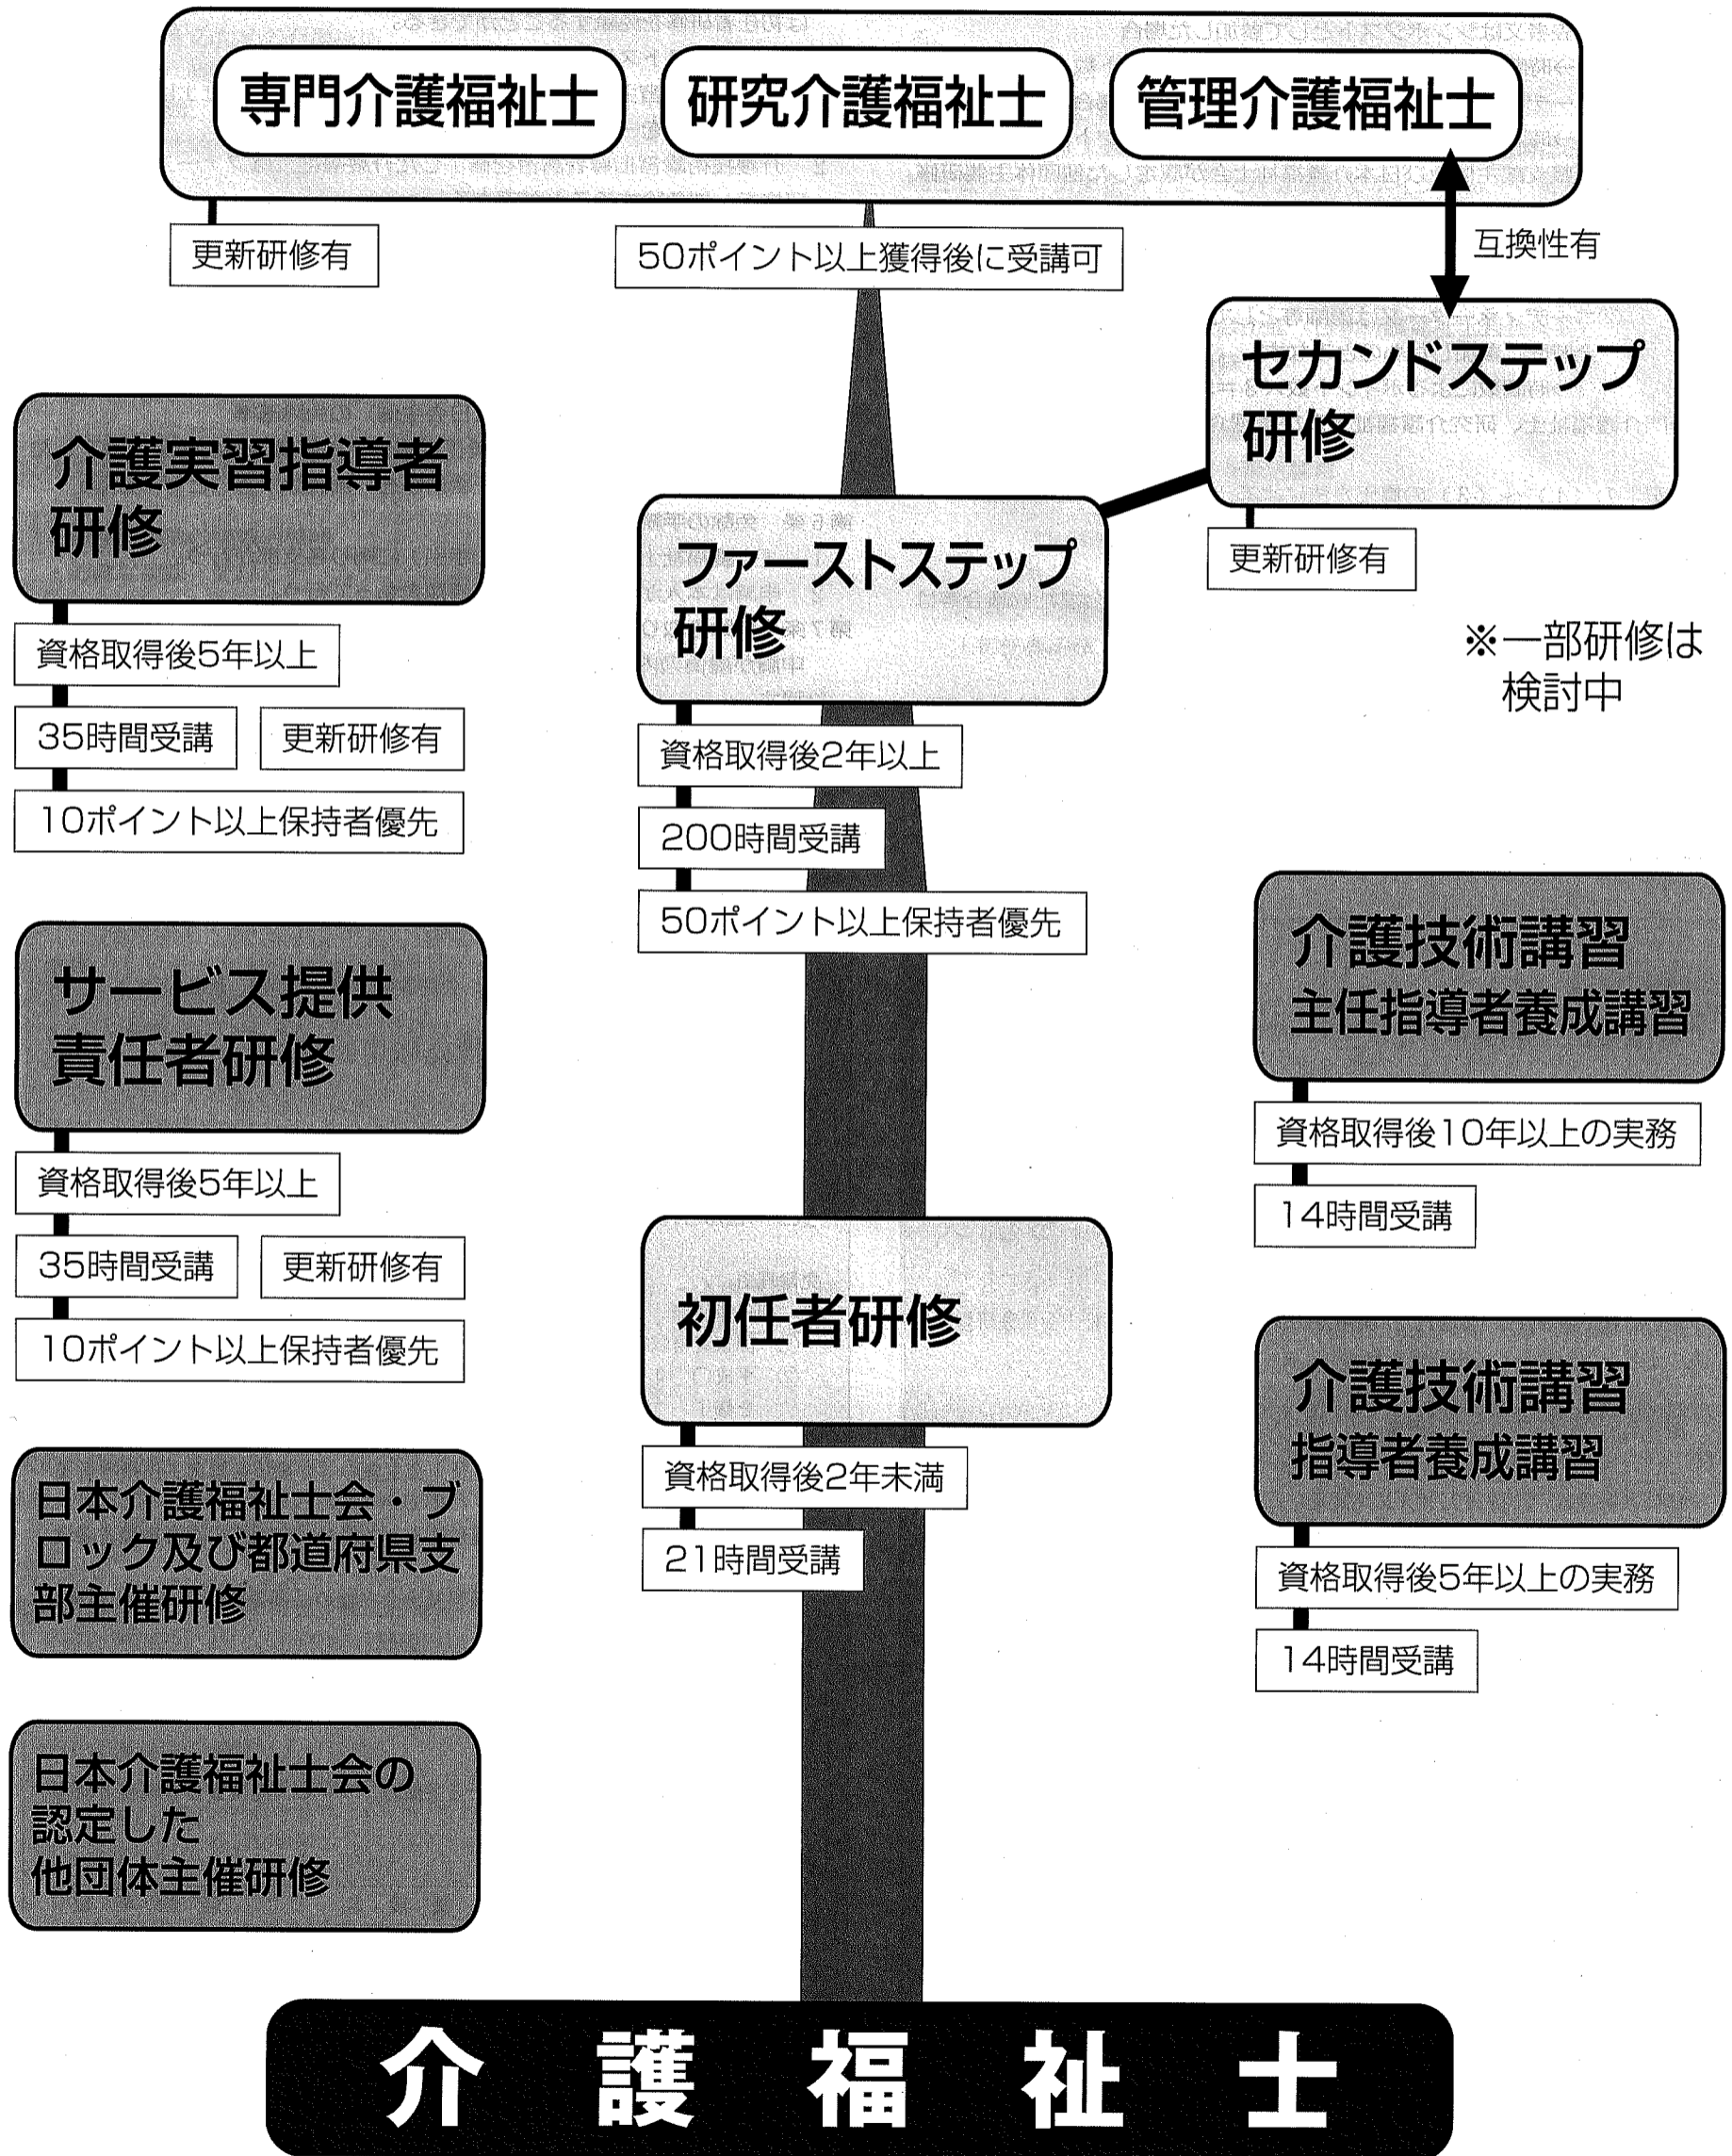 専門介護福祉士
研究介護福祉士
管理介護福祉士
更新研修有
50ポイント以上獲得後に受講可
互換性有
セカンドステップ
研修
更新研修有
※一部研修は
検討中
介護実習指導者
研修
資格取得後5年以上
35時間受講
更新研修有
10ポイント以上保持者優先
ファーストステップ
研修
資格取得後2年以上
200時間受講
50ポイント以上保持者優先
サービス提供
責任者研修
資格取得後5年以上
35時間受講
更新研修有
10ポイント以上保持者優先
介護技術講習
主任指導者養成講習
資格取得後10年以上の実務
14時間受講
初任者研修
資格取得後2年未満
21時間受講
介護技術講習
指導者養成講習
資格取得後5年以上の実務
14時間受講
日本介護福祉士会・ブ
ロック及び都道府県支
部主催研修
日本介護福祉士会の
認定した
他団体主催研修
介護福祉士